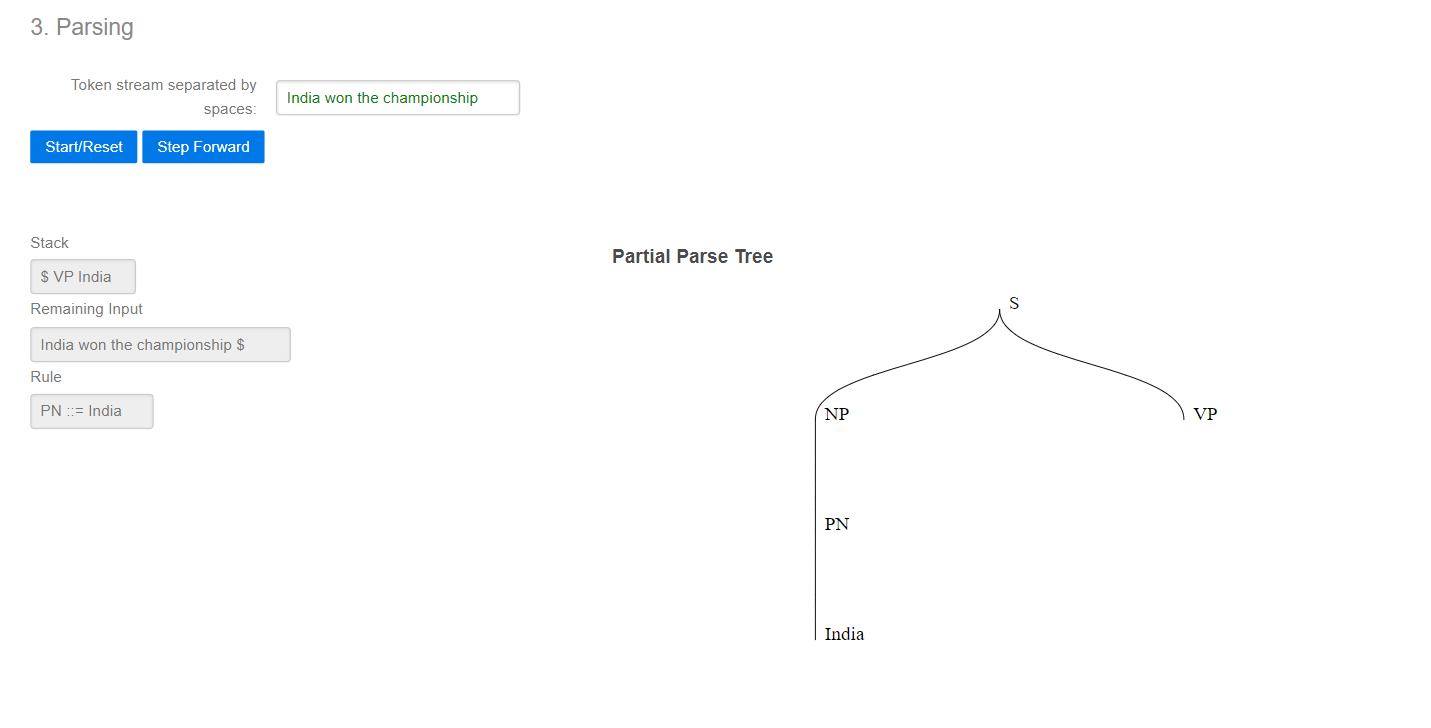 3. Parsing
Token stream separated by
spaces:
India won the championship
Start/Reset
Step Forward
Stack
$ VP India
Remaining Input
India won the championship $
Rule
PN ::= India
Partial Parse Tree
S
NP
VP
PN
India